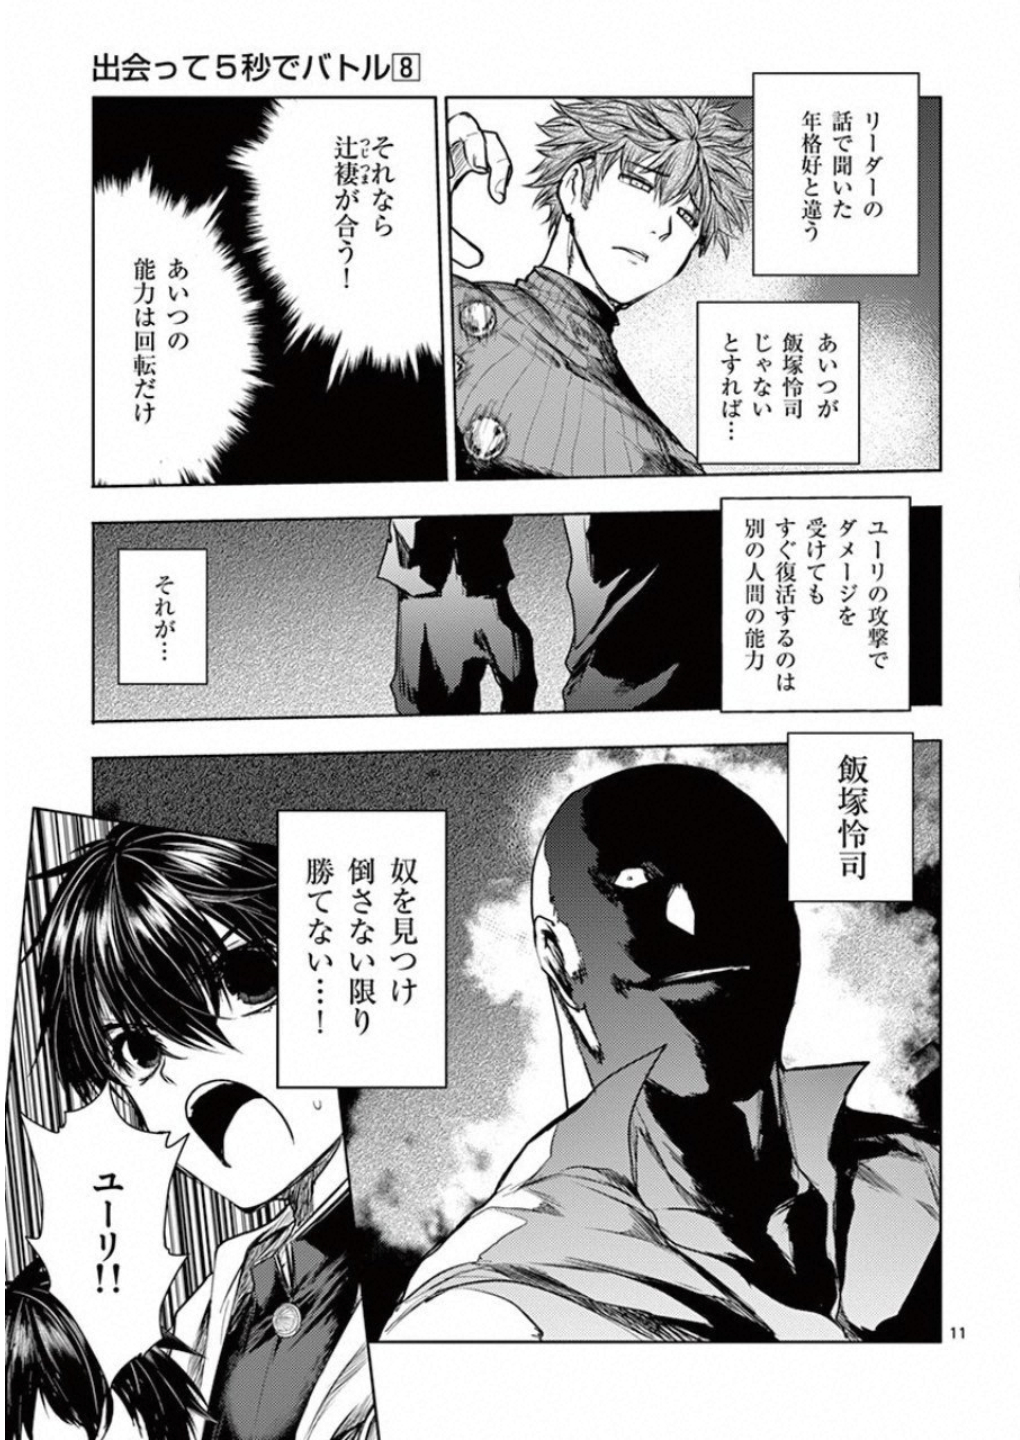 出会って5秒でバトル8
リーダーの
話で聞いた
年格好と違う
あいつが
飯塚怜司
じゃない
とすれば…
それなら
辻褄が合う！
つじつま
あいつの
能力は回転だけ
ユーリの攻撃で
ダメージを
受けても
すぐ復活するのは
別の人間の能力
それが…
飯塚怜司
奴を見つけ
倒さない限り
勝てない…！
ユーリ!!
11